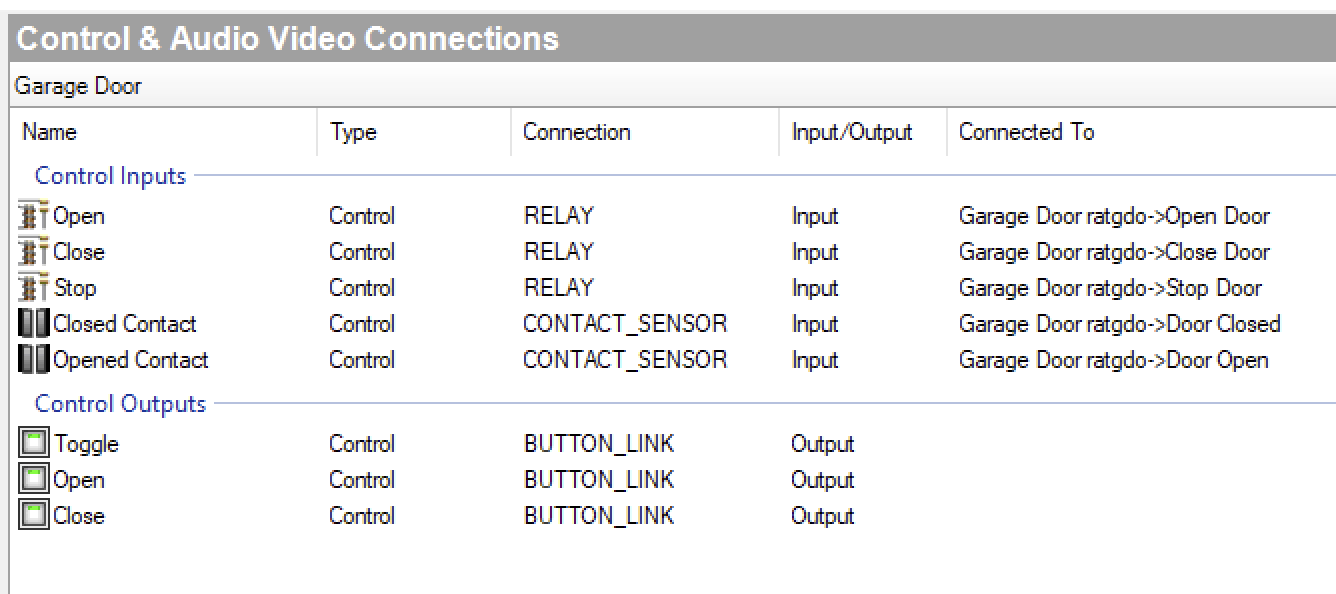 Control & Audio Video Connections
Garage Door
Name Type Connection Input/Output Connected To
Control Inputs
Open Control RELAY Input Garage Door ratgdo->Open Door
Close Control RELAY Input Garage Door ratgdo->Close Door
Stop Control RELAY Input Garage Door ratgdo->Stop Door
Closed Contact Control CONTACT_SENSOR Input Garage Door ratgdo->Door Closed
Opened Contact Control CONTACT_SENSOR Input Garage Door ratgdo->Door Open
Control Outputs
Toggle Control BUTTON_LINK Output
Open Control BUTTON_LINK Output
Close Control BUTTON_LINK Output